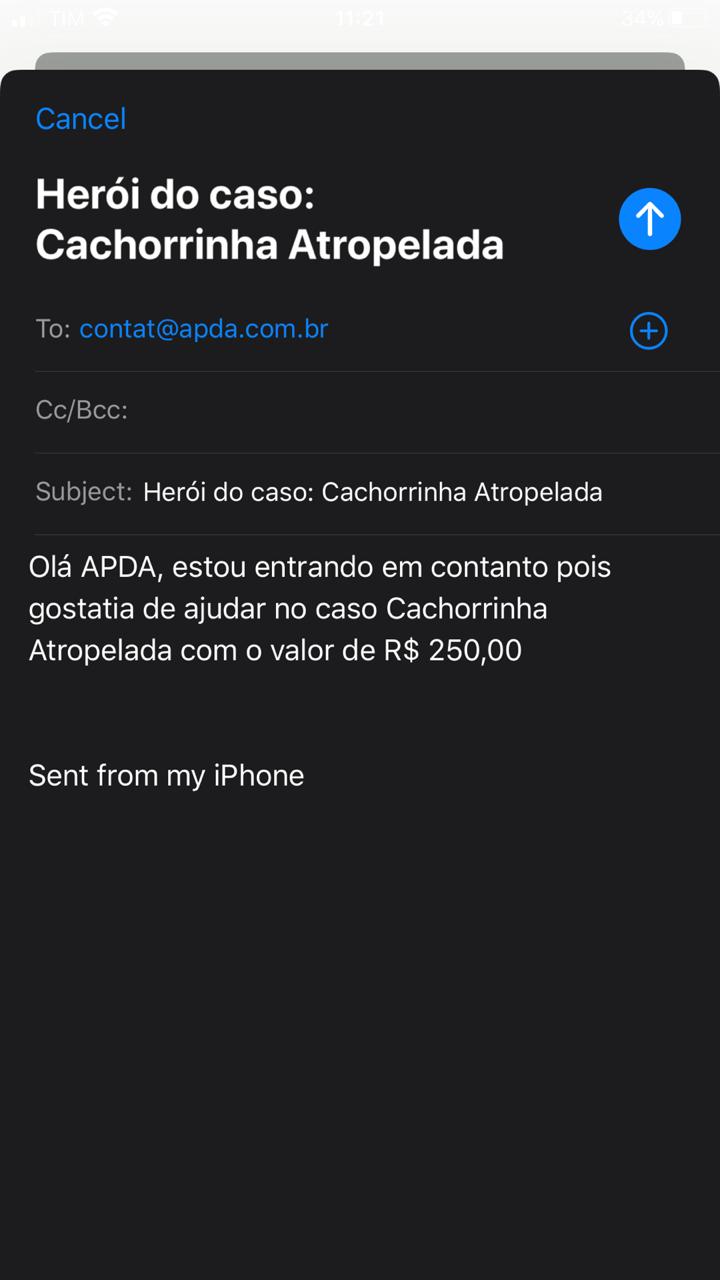 TIM 11:21 34%
Cancel
Herói do caso:
Cachorrinha Atropelada
To: contat@apda.com.br
Cc/Bcc:
Subject: Herói do caso: Cachorrinha Atropelada
Olá APDA, estou entrando em contanto pois
gostatia de ajudar no caso Cachorrinha
Atropelada com o valor de R$ 250,00
Sent from my iPhone